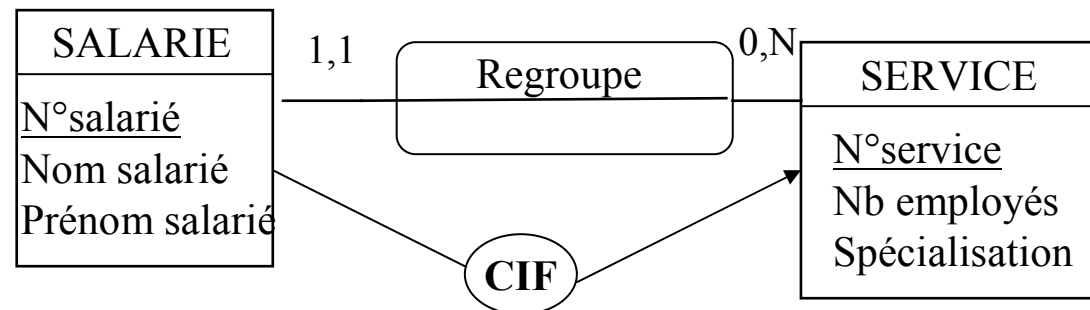 SALARIE
N°salarié
Nom salarié
Prénom salarié
1,1
Regroupe
0,N
SERVICE
N°service
Nb employés
Spécialisation
CIF